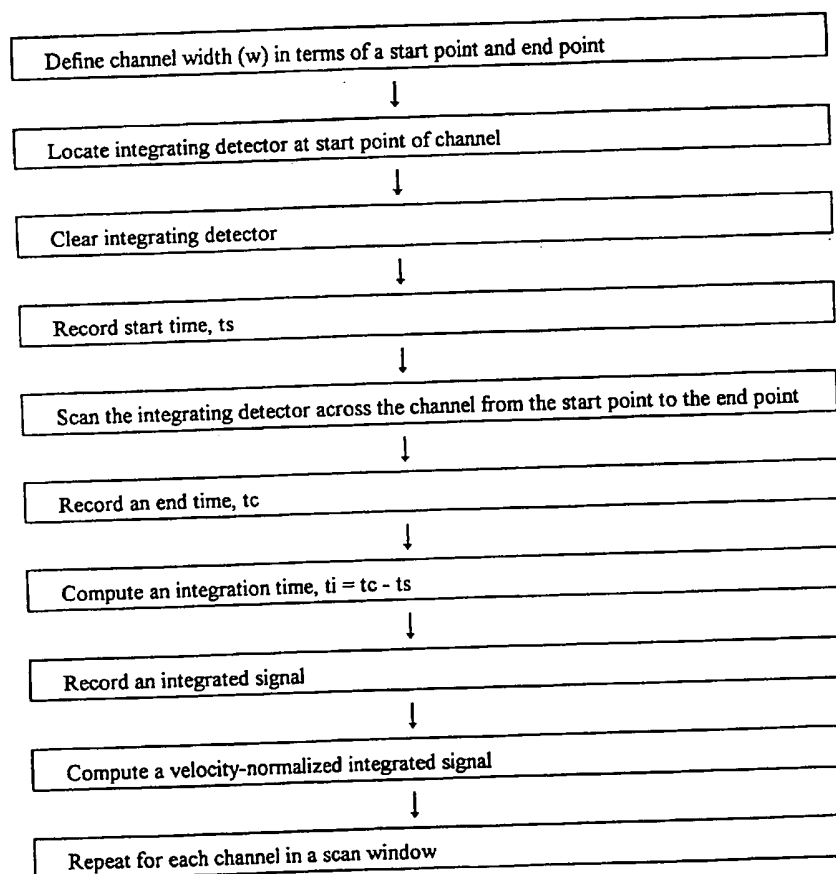 Define channel width (w) in terms of a start point and end point
Locate integrating detector at start point of channel
Clear integrating detector
Record start time, ts
Scan the integrating detector across the channel from the start point to the end point
Record an end time, tc
Compute an integration time, ti = tc - ts
Record an integrated signal
Compute a velocity-normalized integrated signal
Repeat for each channel in a scan window